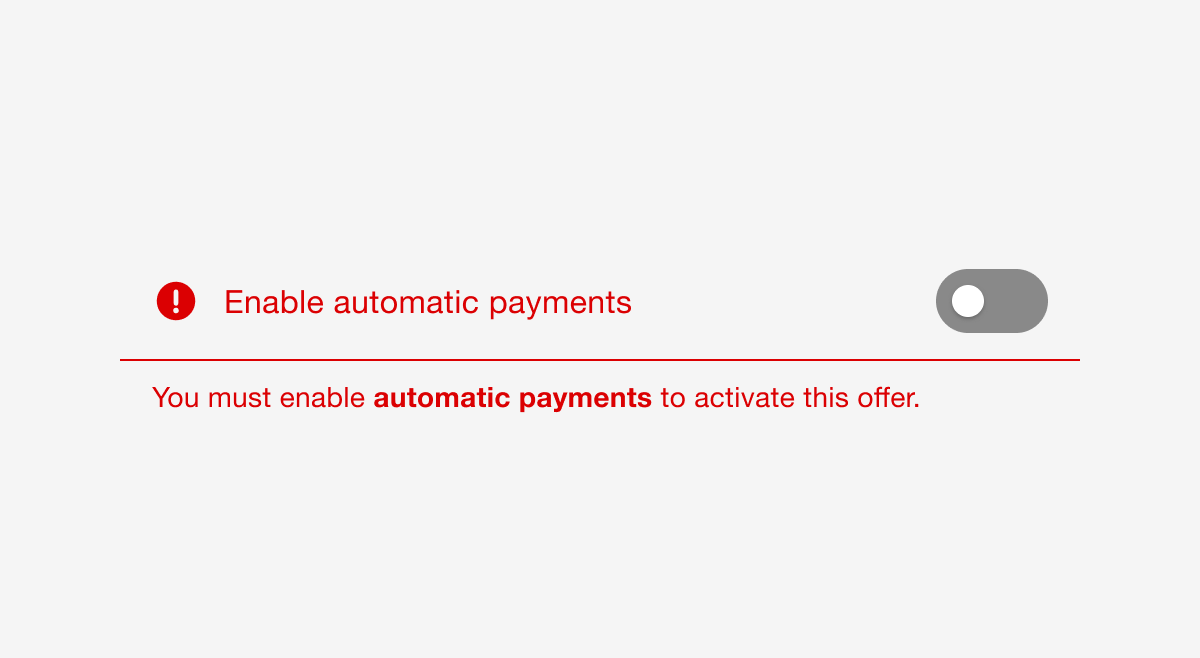 Enable automatic payments
You must enable automatic payments to activate this offer.